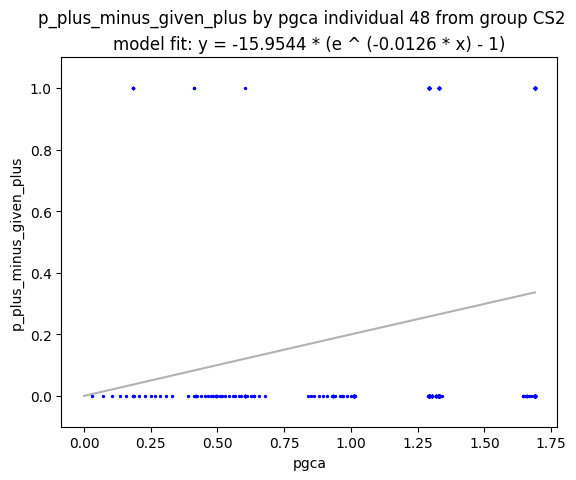 p_plus_minus_given_plus by pgca individual 48 from group CS2
model fit: y = -15.9544 * (e ^ (-0.0126 * x) - 1)
p_plus_minus_given_plus
1.0
0.8
0.6
0.4
0.2
0.0
0.00 0.25 0.50 0.75 1.00 1.25 1.50 1.75
pgca